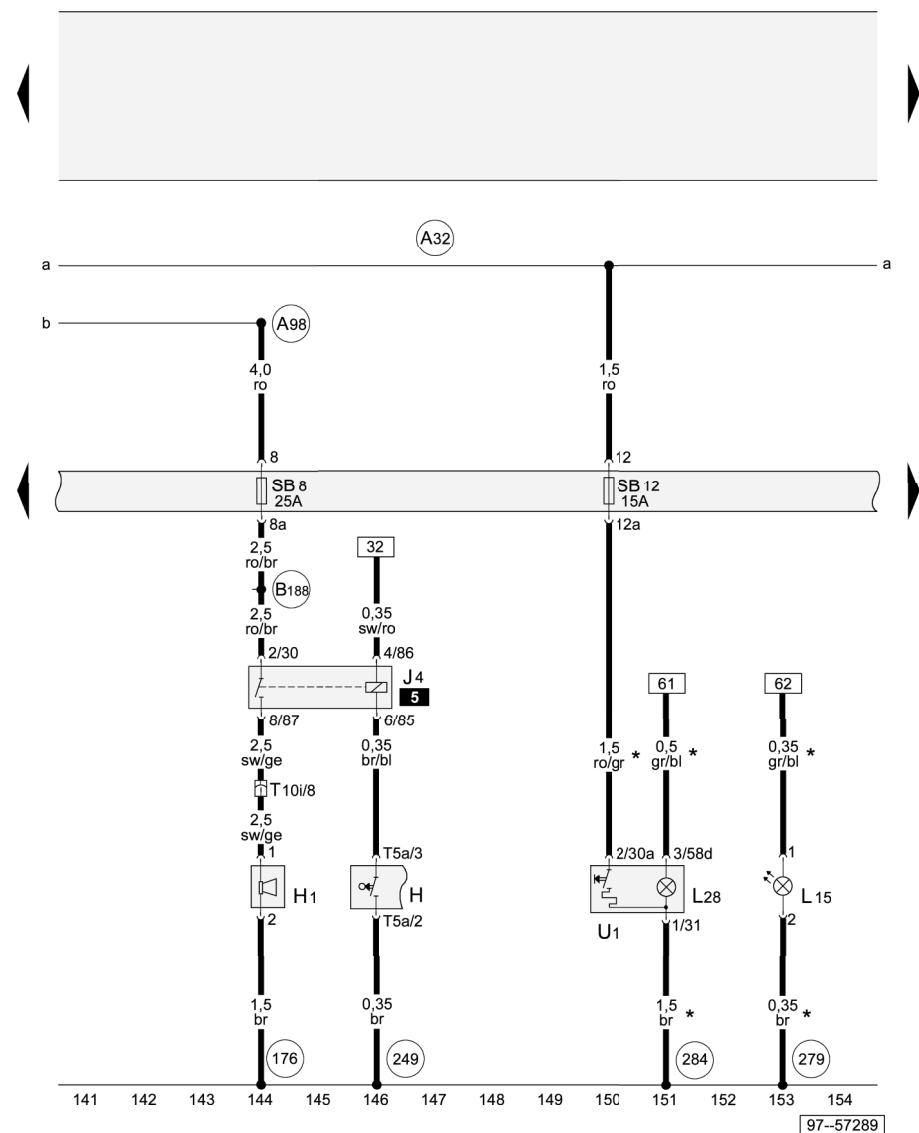 A32
a a
b A98
4,0 1,5
ro ro
8 12
SB 8 SB 12
25A 15A
8a 12a
2,5 32
ro/br
B188
2,5 0,35
ro/br sw/ro
2/30 4/86
J4 61 62
5
8/87 6/85
2,5 0,35 1,5 0,5 0,35
sw/ge br/bl ro/gr * gr/bl * gr/bl *
T10i/8
2,5
sw/ge
1 T5a/3 2/30a 3/58d 1
H1 H L28 L15
2 T5a/2 U1 1/31 2
1,5 0,35 1,5 0,35
br br br * br *
176 249 284 279
141 142 143 144 145 146 147 148 149 150 151 152 153 154
97--57289